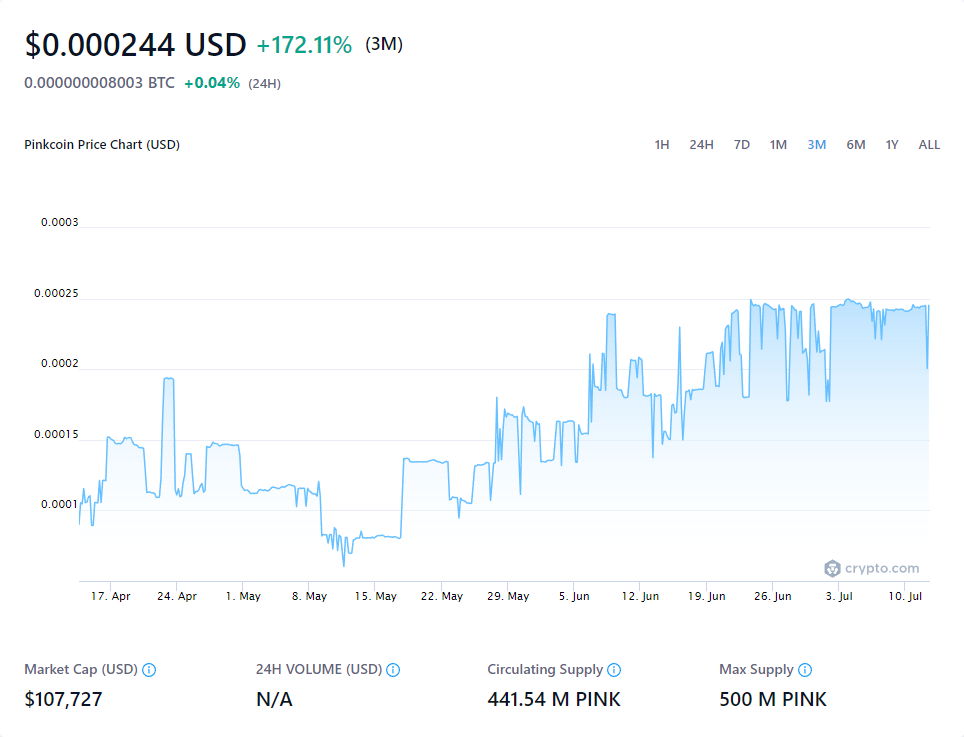 $0.000244 USD +172.11% (3M)
0.000000008003 BTC +0.04% (24H)
Pinkcoin Price Chart (USD) 1H 24H 7D 1M 3M 6M 1Y ALL
0.0003
0.00025
0.0002
0.00015
0.0001
crypto.com
17. Apr 24. Apr 1. May 8. May 15. May 22. May 29. May 5. Jun 12. Jun 19. Jun 26. Jun 3. Jul 10. Jul
Market Cap (USD) 24H VOLUME (USD) Circulating Supply Max Supply
$107,727 N/A 441.54 M PINK 500 M PINK